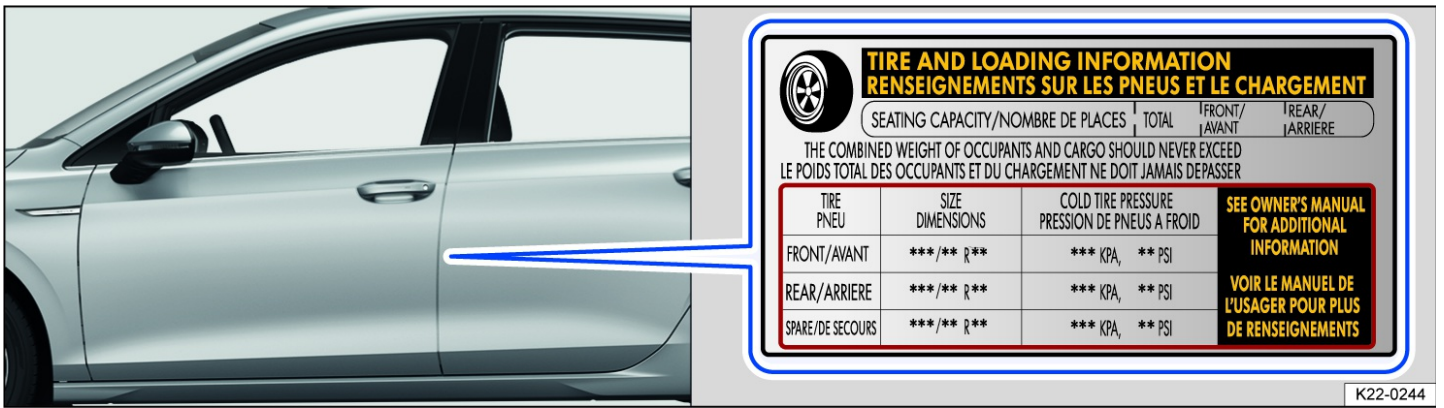 TIRE AND LOADING INFORMATION
RENSEIGNEMENTS SUR LES PNEUS ET LE CHARGEMENT
SEATING CAPACITY/NOMBRE DE PLACES TOTAL FRONT/AVANT REAR/ARRIERE
THE COMBINED WEIGHT OF OCCUPANTS AND CARGO SHOULD NEVER EXCEED
LE POIDS TOTAL DES OCCUPANTS ET DU CHARGEMENT NE DOIT JAMAIS DEPASSER
TIRE
PNEU
SIZE
DIMENSIONS
COLD TIRE PRESSURE
PRESSION DE PNEUS A FROID
FRONT/AVANT ***/** R** *** KPA, ** PSI
REAR/ARRIERE ***/** R** *** KPA, ** PSI
SPARE/DE SECOURS ***/** R** *** KPA, ** PSI
SEE OWNER'S MANUAL
FOR ADDITIONAL
INFORMATION
VOIR LE MANUEL DE
L'USAGER POUR PLUS
DE RENSEIGNEMENTS
K22-0244